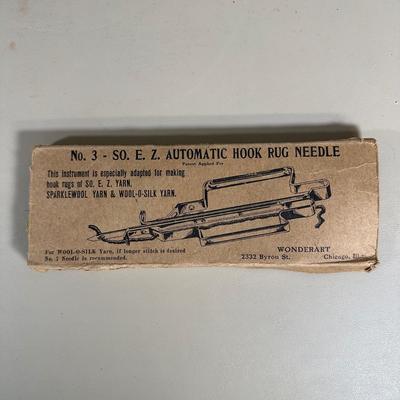 No. 3 - SO. E. Z. AUTOMATIC HOOK RUG NEEDLE
Patent Applied For
This instrument is especially adapted for making
hook rugs of SO. E. Z. YARN,
SPARKLEWOOL YARN & WOOL-O-SILK YARN.
For WOOL-O-SILK Yarn, if longer stitch is desired
No. 7 Needle is recommended.
WONDERART
2332 Byron St. Chicago, Ill.